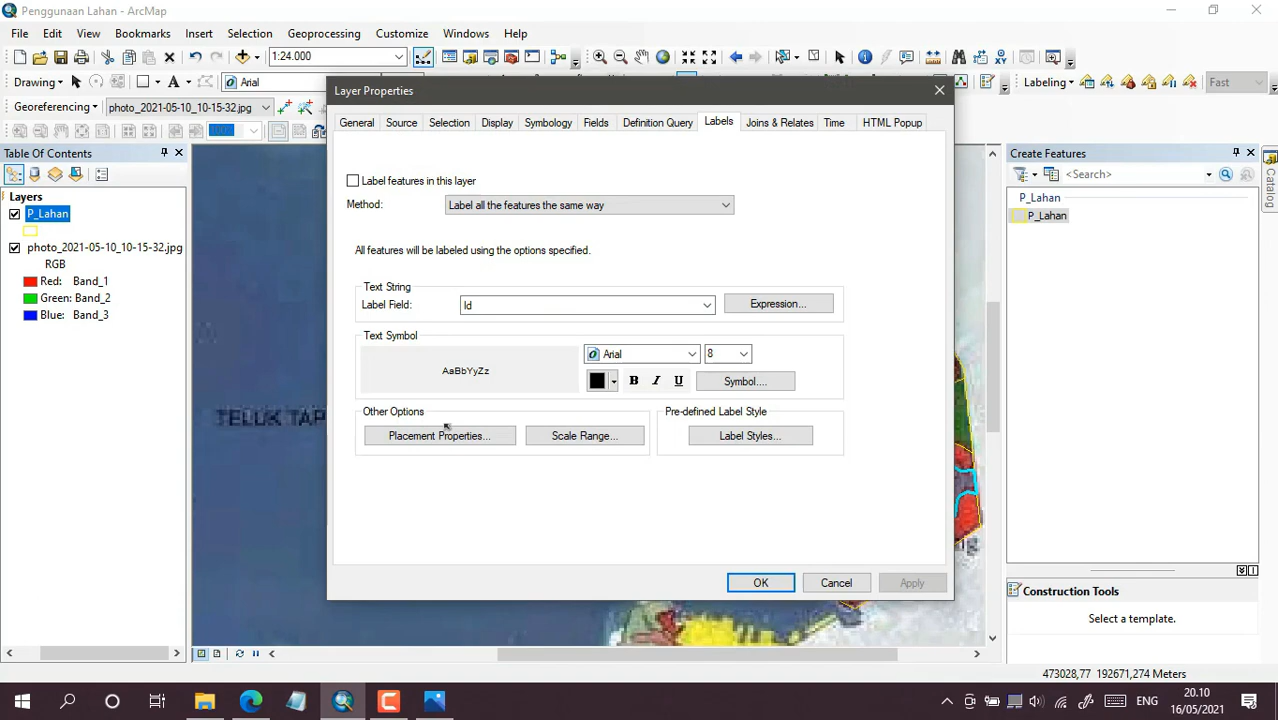 Penggunaan Lahan - ArcMap
File Edit View Bookmarks Insert Selection Geoprocessing Customize Windows Help
1:24.000
Drawing Arial Labeling Fast
Georeferencing photo_2021-05-10_10-15-32.jpg
Table Of Contents
Layers
P_Lahan
photo_2021-05-10_10-15-32.jpg
RGB
Red: Band_1
Green: Band_2
Blue: Band_3
TELUK TAP
Layer Properties
General Source Selection Display Symbology Fields Definition Query Labels Joins & Relates Time HTML Popup
Label features in this layer
Method: Label all the features the same way
All features will be labeled using the options specified.
Text String
Label Field: Id Expression...
Text Symbol
AaBbYyZz
Arial 8
B I U Symbol....
Other Options
Placement Properties... Scale Range...
Pre-defined Label Style
Label Styles...
OK Cancel Apply
Create Features
<Search>
P_Lahan
P_Lahan
Catalog
Construction Tools
Select a template.
473028,77 192671,274 Meters
ENG
20.10
16/05/2021